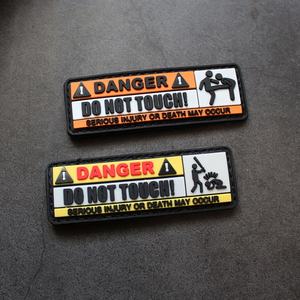 DANGER
DO NOT TOUCH!
SERIOUS INJURY OR DEATH MAY OCCUR
DANGER
DO NOT TOUCH!
SERIOUS INJURY OR DEATH MAY OCCUR